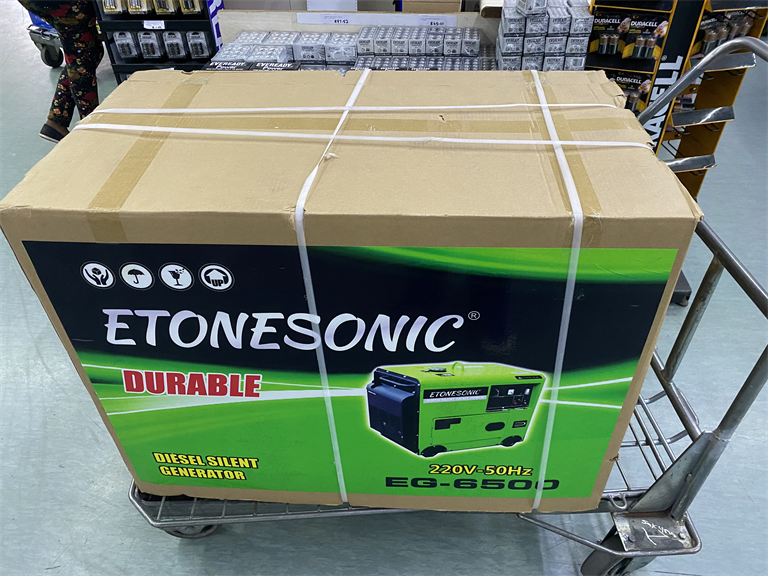 EVEREADY
EVEREADY
DURACELL
DURACELL
UP
ETONESONIC®
DURABLE
ETONESONIC
DIESEL SILENT
GENERATOR
220V-50Hz
EG-6500